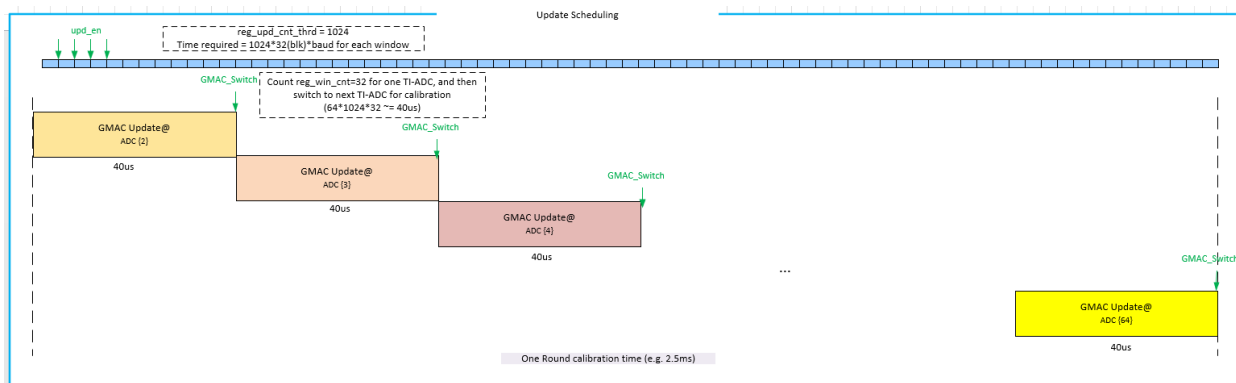 Update Scheduling
upd_en
reg_upd_cnt_thrd = 1024
Time required = 1024*32(blk)*baud for each window
GMAC_Switch
Count reg_win_cnt=32 for one TI-ADC, and then
switch to next TI-ADC for calibration
(64*1024*32 ~= 40us)
GMAC Update@
ADC {2}
40us
GMAC_Switch
GMAC Update@
ADC {3}
40us
GMAC_Switch
GMAC Update@
ADC {4}
40us
...
GMAC_Switch
GMAC Update@
ADC {64}
40us
One Round calibration time (e.g. 2.5ms)